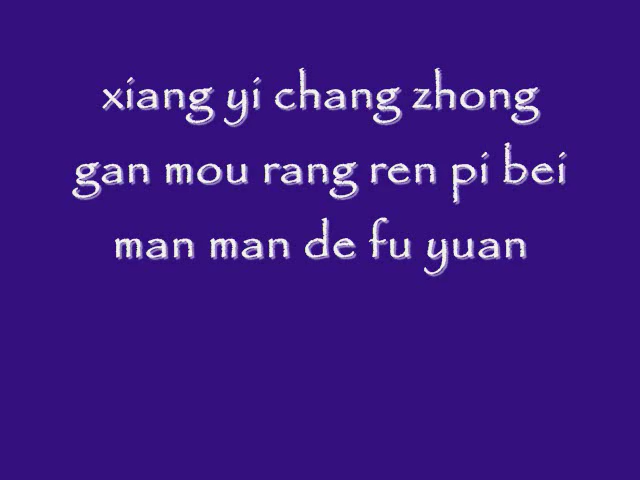 xiang yi chang zhong
gan mou rang ren pi bei
man man de fu yuan